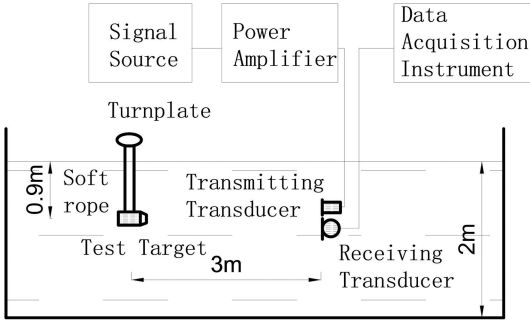 Signal
Source
Power
Amplifier
Data
Acquisition
Instrument
Turnplate
0.9m
Soft
rope
Transmitting
Transducer
Test Target
3m
Receiving
Transducer
2m